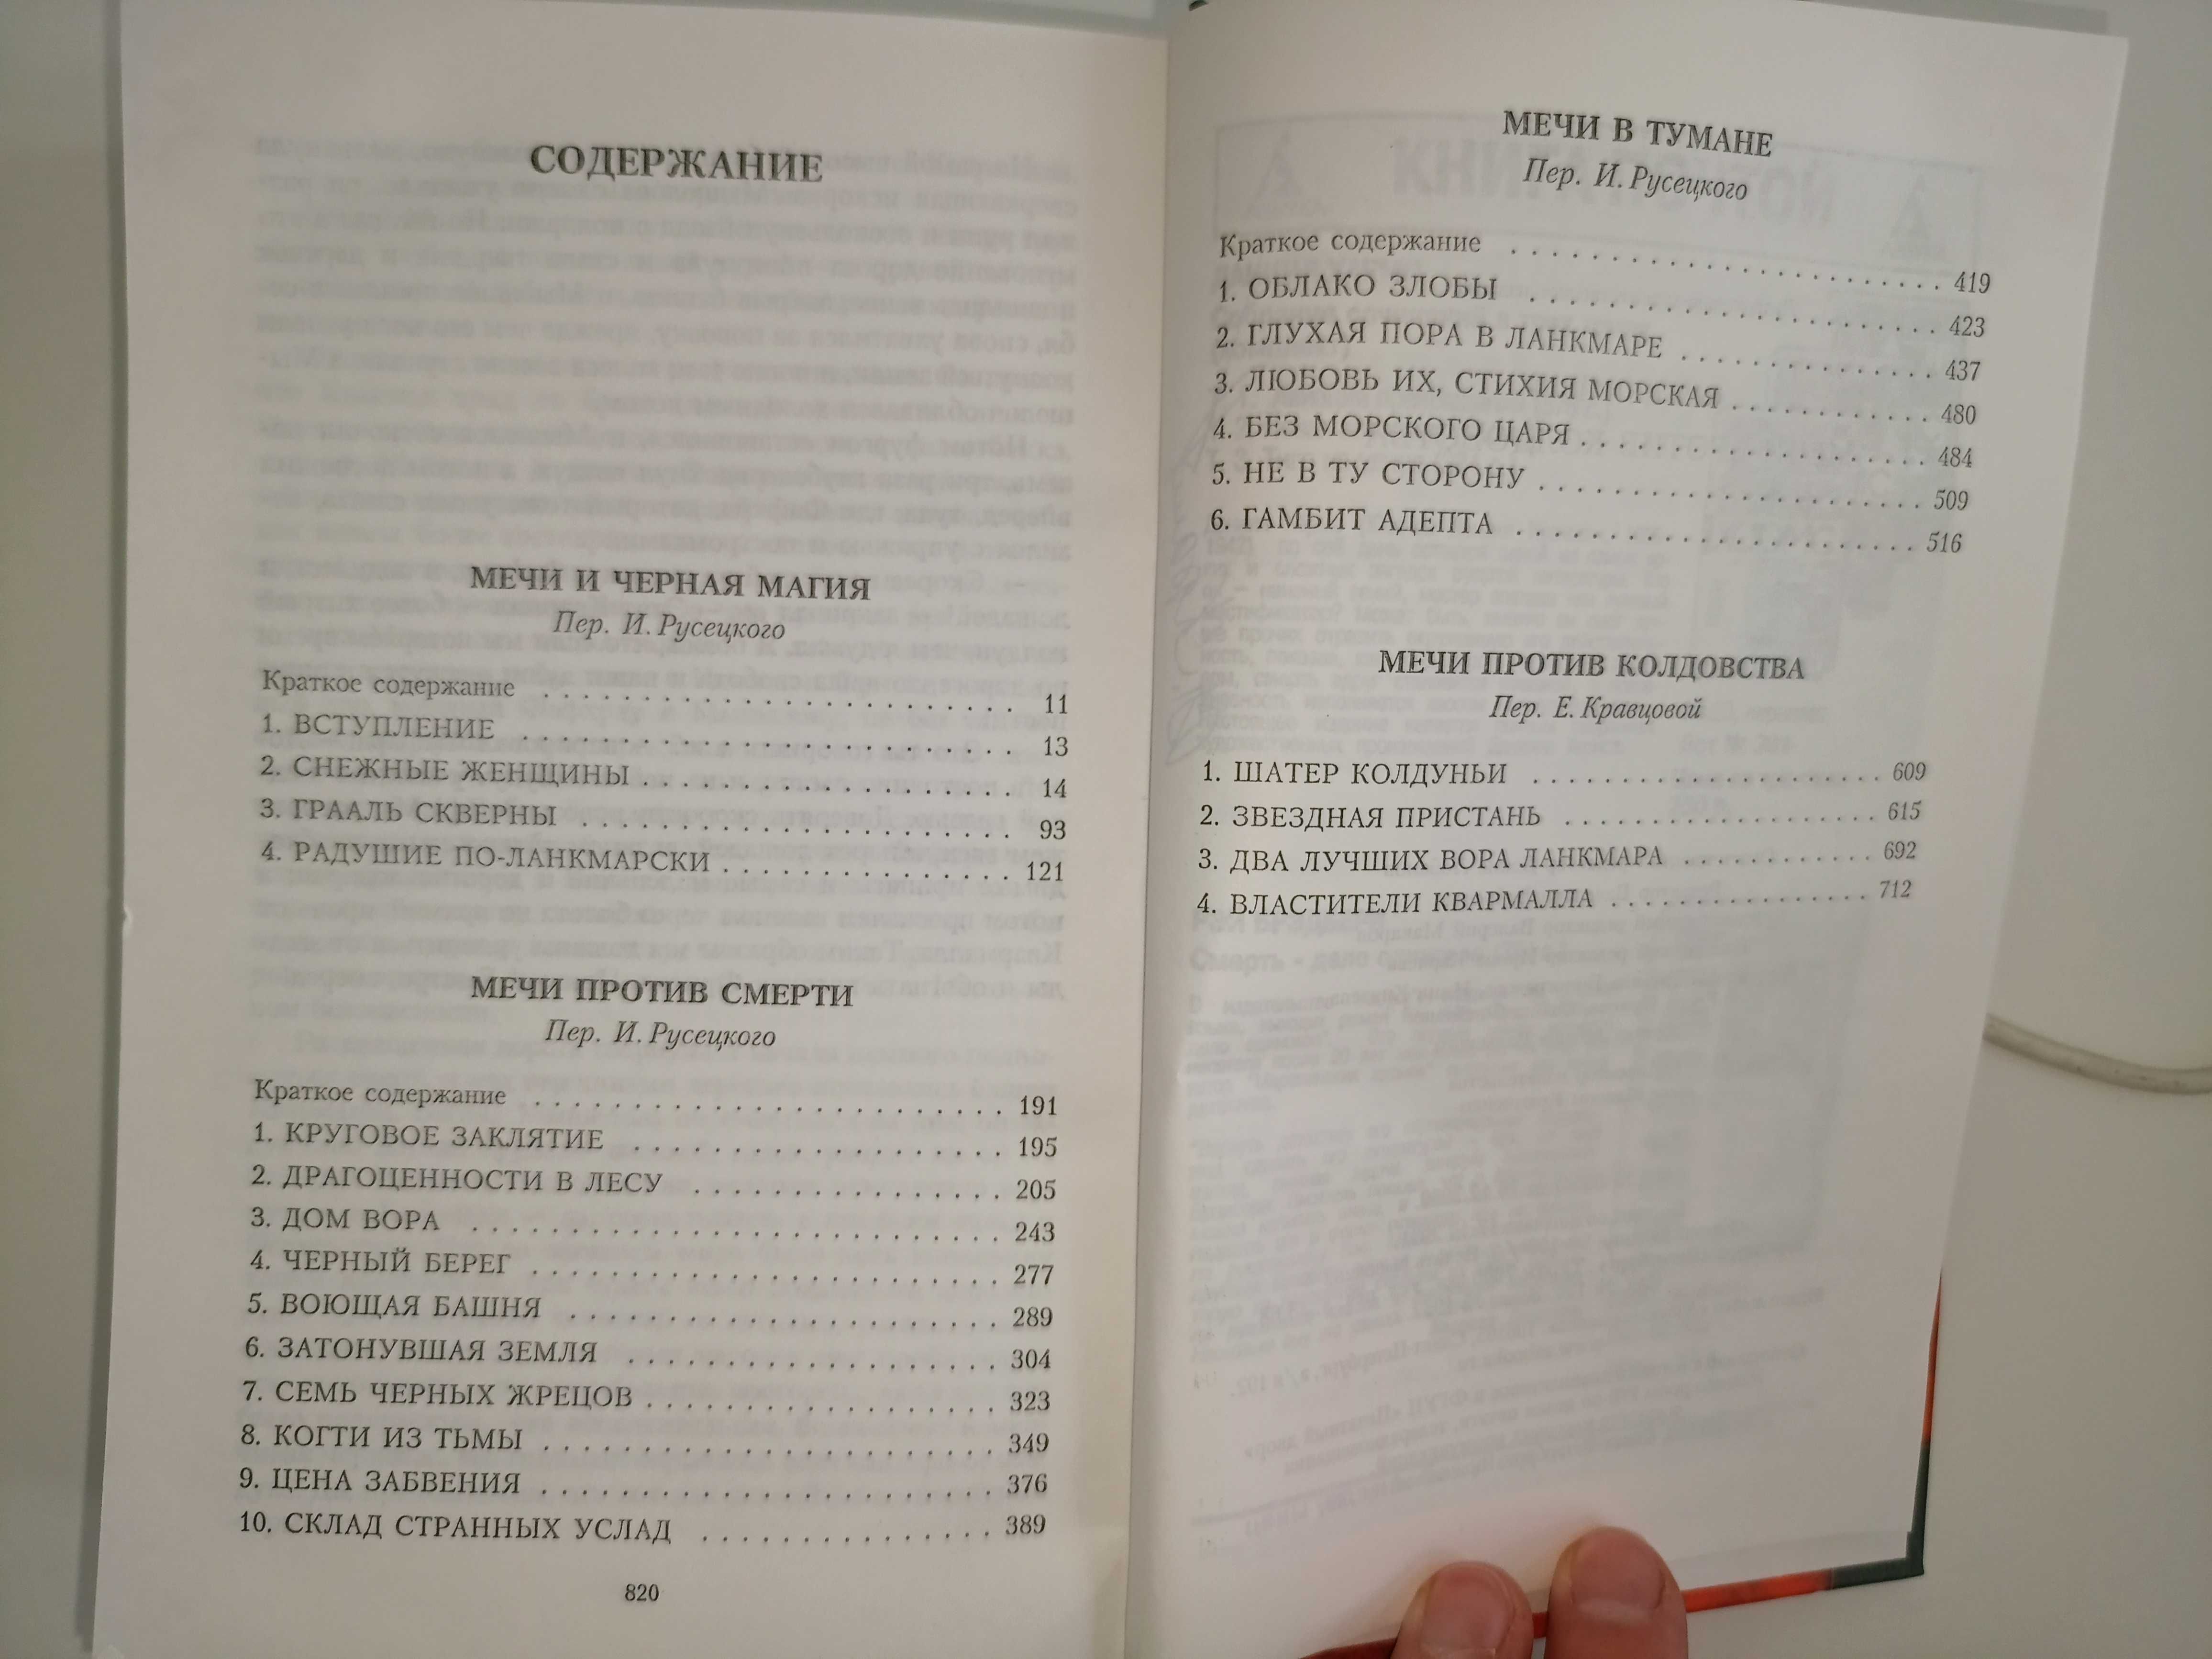 СОДЕРЖАНИЕ
МЕЧИ И ЧЕРНАЯ МАГИЯ
Пер. И. Русецкого
Краткое содержание . . . . . . . . . . . . . . . . . . . . . . . . 11
1. ВСТУПЛЕНИЕ . . . . . . . . . . . . . . . . . . . . . . . . . 13
2. СНЕЖНЫЕ ЖЕНЩИНЫ . . . . . . . . . . . . . . . . . . . 14
3. ГРААЛЬ СКВЕРНЫ . . . . . . . . . . . . . . . . . . . . . . 93
4. РАДУШИЕ ПО-ЛАНКМАРСКИ . . . . . . . . . . . . . . . 121
МЕЧИ ПРОТИВ СМЕРТИ
Пер. И. Русецкого
Краткое содержание . . . . . . . . . . . . . . . . . . . . . . . . 191
1. КРУГОВОЕ ЗАКЛЯТИЕ . . . . . . . . . . . . . . . . . . . 195
2. ДРАГОЦЕННОСТИ В ЛЕСУ . . . . . . . . . . . . . . . . 205
3. ДОМ ВОРА . . . . . . . . . . . . . . . . . . . . . . . . . . . 243
4. ЧЕРНЫЙ БЕРЕГ . . . . . . . . . . . . . . . . . . . . . . . . 277
5. ВОЮЩАЯ БАШНЯ . . . . . . . . . . . . . . . . . . . . . . 289
6. ЗАТОНУВШАЯ ЗЕМЛЯ . . . . . . . . . . . . . . . . . . . 304
7. СЕМЬ ЧЕРНЫХ ЖРЕЦОВ . . . . . . . . . . . . . . . . . . 323
8. КОГТИ ИЗ ТЬМЫ . . . . . . . . . . . . . . . . . . . . . . . 349
9. ЦЕНА ЗАБВЕНИЯ . . . . . . . . . . . . . . . . . . . . . . . 376
10. СКЛАД СТРАННЫХ УСЛАД . . . . . . . . . . . . . . . 389
820
МЕЧИ В ТУМАНЕ
Пер. И. Русецкого
Краткое содержание . . . . . . . . . . . . . . . . . . . . . . 419
1. ОБЛАКО ЗЛОБЫ . . . . . . . . . . . . . . . . . . . . . 423
2. ГЛУХАЯ ПОРА В ЛАНКМАРЕ . . . . . . . . . . . . . 437
3. ЛЮБОВЬ ИХ, СТИХИЯ МОРСКАЯ . . . . . . . . . . 480
4. БЕЗ МОРСКОГО ЦАРЯ . . . . . . . . . . . . . . . . . . 484
5. НЕ В ТУ СТОРОНУ . . . . . . . . . . . . . . . . . . . . 509
6. ГАМБИТ АДЕПТА . . . . . . . . . . . . . . . . . . . . . 516
МЕЧИ ПРОТИВ КОЛДОВСТВА
Пер. Е. Кравцовой
1. ШАТЕР КОЛДУНЬИ . . . . . . . . . . . . . . . . . . 609
2. ЗВЕЗДНАЯ ПРИСТАНЬ . . . . . . . . . . . . . . . . 615
3. ДВА ЛУЧШИХ ВОРА ЛАНКМАРА . . . . . . . . . . 692
4. ВЛАСТИТЕЛИ КВАРМАЛЛА . . . . . . . . . . . . . . 712